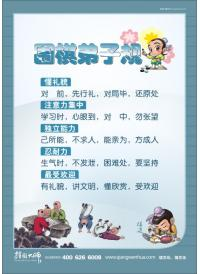 围棋弟子规
懂礼貌
对 前，先行礼，对局毕，还原处
注意力集中
学习时，心眼到，对 中，勿张望
独立能力
己所能，不求人，能亲为，方成人
忍耐力
生气时，不发泄，困难处，要坚持
最受欢迎
有礼貌，讲文明，懂欣赏，受欢迎
400 626 6008
www.qiangwenhua.com